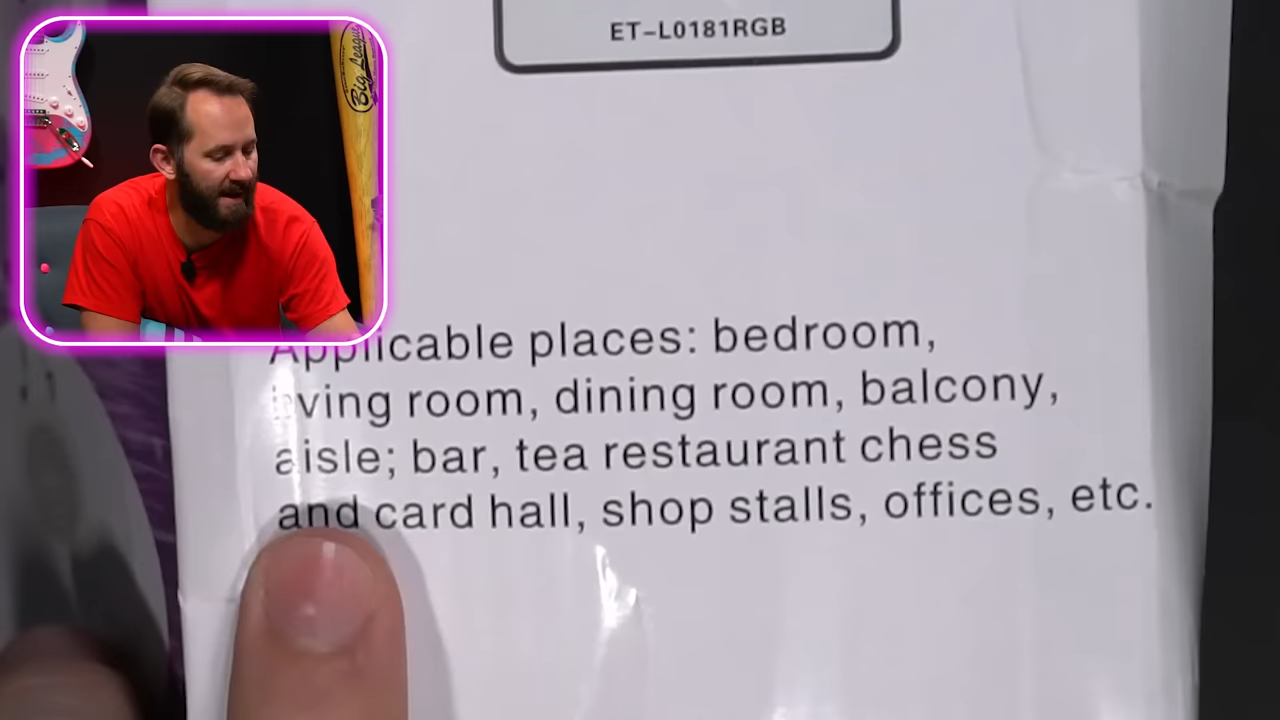 Big League
ET-L0181RGB
Applicable places: bedroom,
living room, dining room, balcony,
aisle; bar, tea restaurant chess
and card hall, shop stalls, offices, etc.